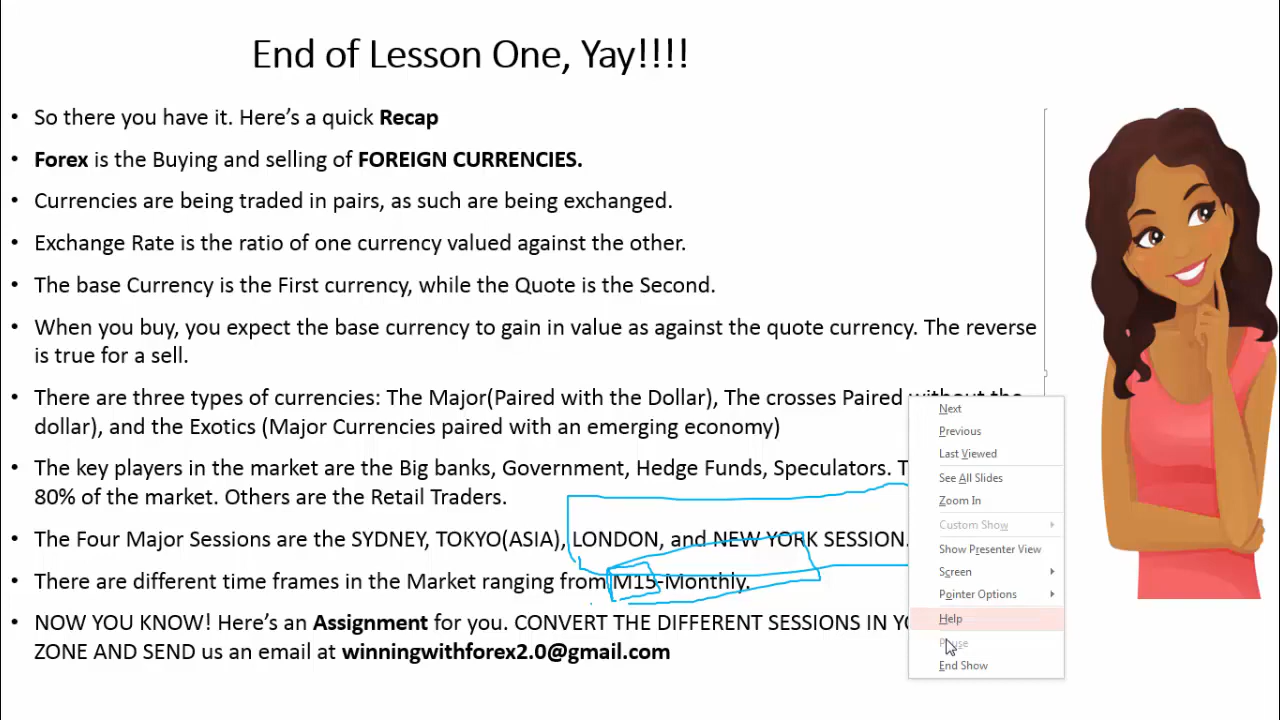 End of Lesson One, Yay!!!!
• So there you have it. Here's a quick Recap
• Forex is the Buying and selling of FOREIGN CURRENCIES.
• Currencies are being traded in pairs, as such are being exchanged.
• Exchange Rate is the ratio of one currency valued against the other.
• The base Currency is the First currency, while the Quote is the Second.
• When you buy, you expect the base currency to gain in value as against the quote currency. The reverse
is true for a sell.
• There are three types of currencies: The Major(Paired with the Dollar), The crosses Paired without the
dollar), and the Exotics (Major Currencies paired with an emerging economy)
• The key players in the market are the Big banks, Government, Hedge Funds, Speculators.
80% of the market. Others are the Retail Traders.
• The Four Major Sessions are the SYDNEY, TOKYO(ASIA), LONDON, and NEW YORK SESSION.
• There are different time frames in the Market ranging from M15-Monthly.
• NOW YOU KNOW! Here's an Assignment for you. CONVERT THE DIFFERENT SESSIONS IN
ZONE AND SEND us an email at winningwithforex2.0@gmail.com
Next
Previous
Last Viewed
See All Slides
Zoom In
Custom Show
Show Presenter View
Screen
Pointer Options
Help
Pause
End Show